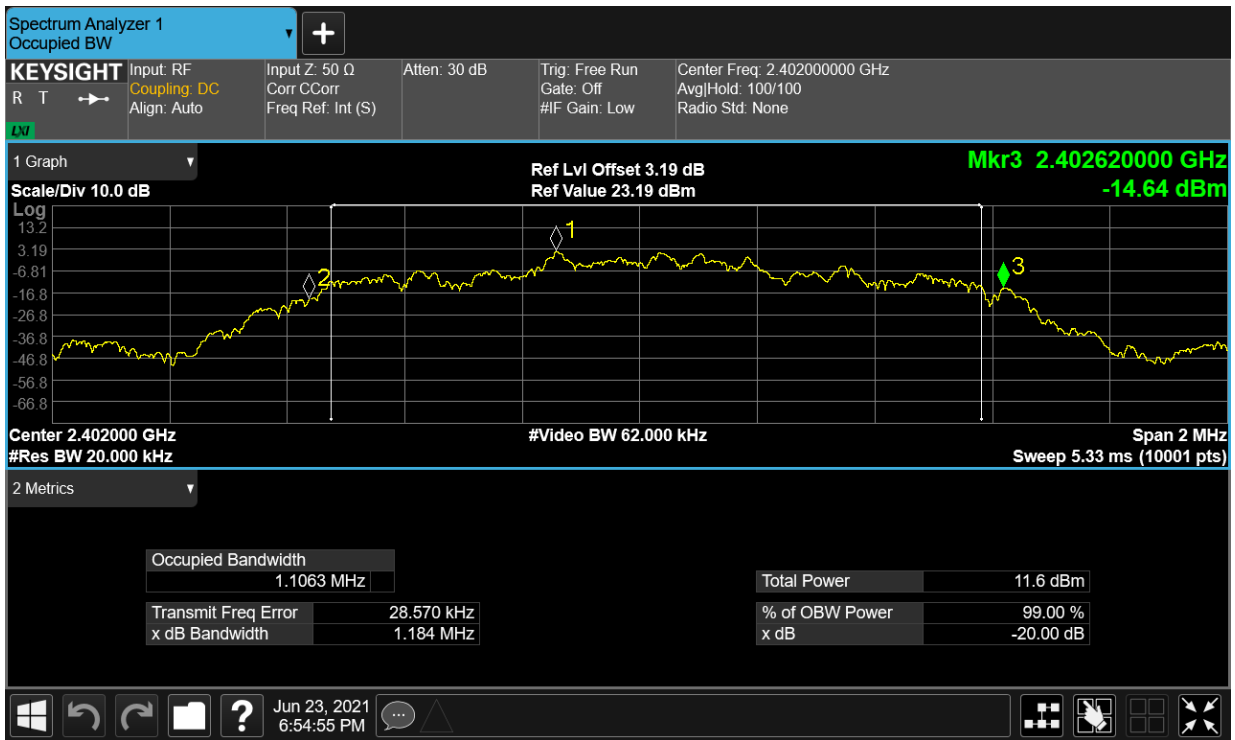 Spectrum Analyzer 1
Occupied BW
▼
+
KEYSIGHT
R T
LXI
Input: RF
Coupling: DC
Align: Auto
Input Z: 50 Ω
Corr CCorr
Freq Ref: Int (S)
Atten: 30 dB
Trig: Free Run
Gate: Off
#IF Gain: Low
Center Freq: 2.402000000 GHz
Avg|Hold: 100/100
Radio Std: None
1 Graph ▼
Scale/Div 10.0 dB
Ref Lvl Offset 3.19 dB
Ref Value 23.19 dBm
Mkr3 2.402620000 GHz
-14.64 dBm
Log
13.2
3.19
-6.81
-16.8
-26.8
-36.8
-46.8
-56.8
-66.8
1
2
3
Center 2.402000 GHz
#Res BW 20.000 kHz
#Video BW 62.000 kHz
Span 2 MHz
Sweep 5.33 ms (10001 pts)
2 Metrics ▼
Occupied Bandwidth
1.1063 MHz
Transmit Freq Error 28.570 kHz
x dB Bandwidth 1.184 MHz
Total Power 11.6 dBm
% of OBW Power 99.00 %
x dB -20.00 dB
?
Jun 23, 2021
6:54:55 PM